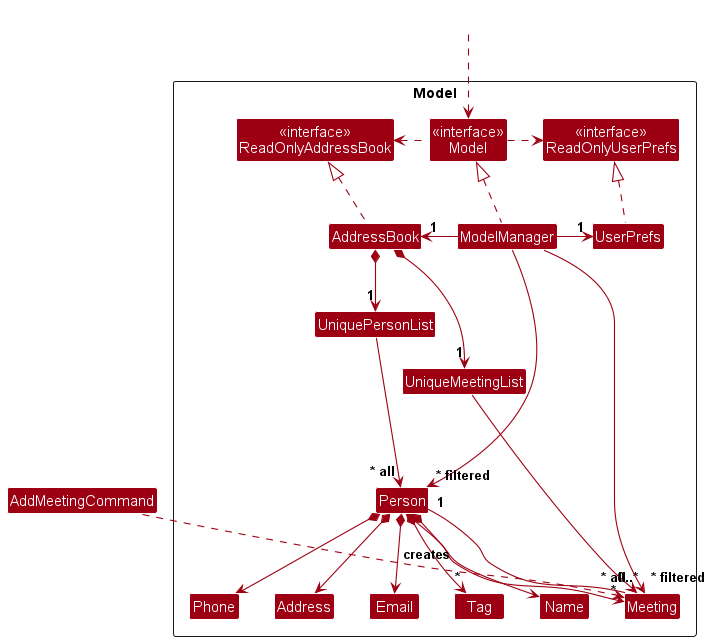 Model
«interface»
ReadOnlyAddressBook
«interface»
Model
«interface»
ReadOnlyUserPrefs
AddressBook
1
ModelManager
1
UserPrefs
1
UniquePersonList
1
UniqueMeetingList
* all
* filtered
AddMeetingCommand
Person
1
creates
*
* all
0..*
* filtered
*
Phone
Address
Email
Tag
Name
Meeting